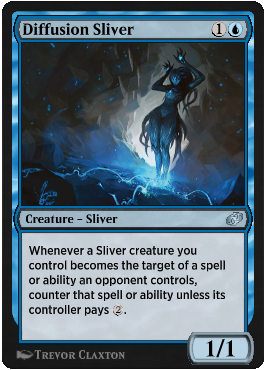 Diffusion Sliver 1
Creature – Sliver
Whenever a Sliver creature you
control becomes the target of a spell
or ability an opponent controls,
counter that spell or ability unless its
controller pays 2.
Trevor Claxton
1/1